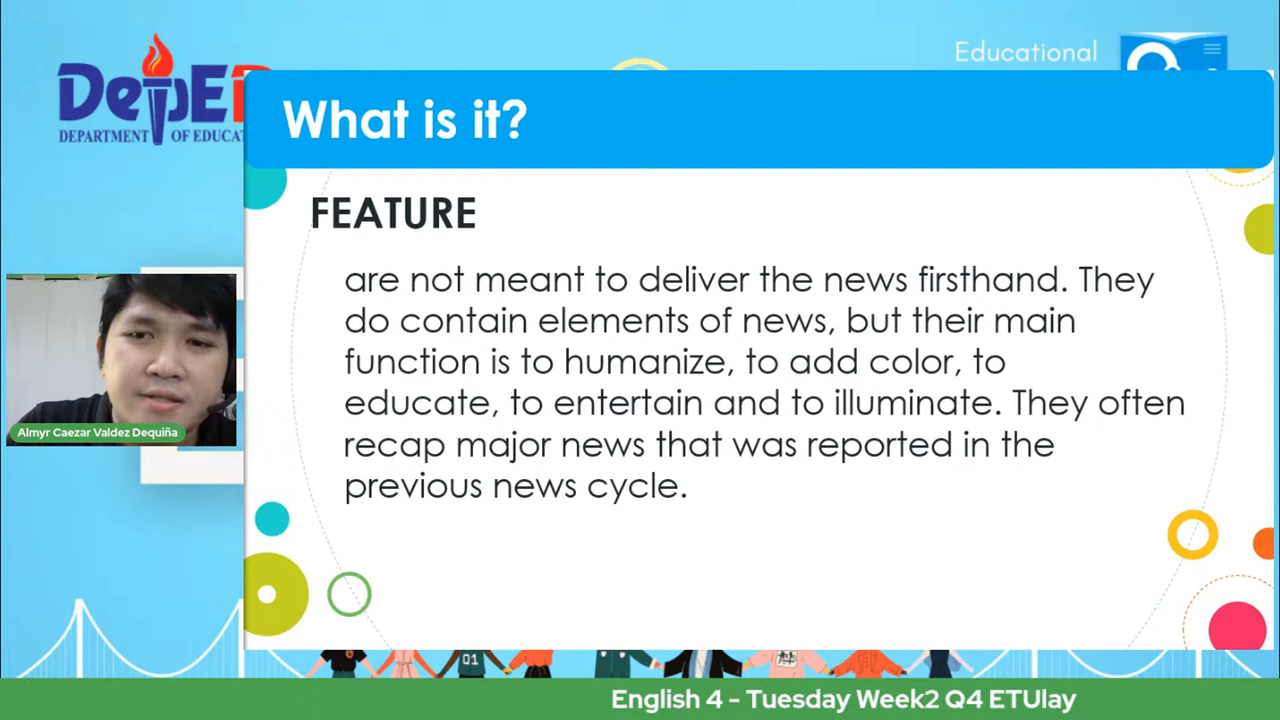 Educational
DepED
DEPARTMENT OF EDUCAT
What is it?
FEATURE
are not meant to deliver the news firsthand. They
do contain elements of news, but their main
function is to humanize, to add color, to
educate, to entertain and to illuminate. They often
recap major news that was reported in the
previous news cycle.
Almyr Caezar Valdez Dequiña
01
English 4 - Tuesday Week2 Q4 ETUlay